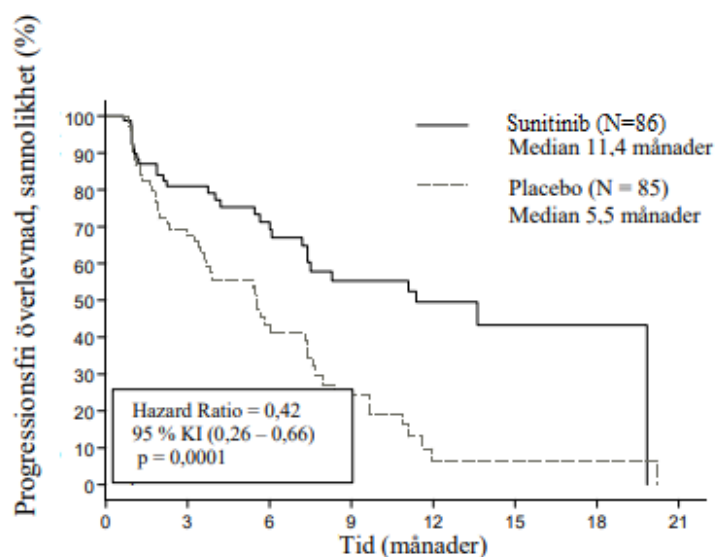 Progressionsfri överlevnad, sannolikhet (%)
100
90
80
70
60
50
40
30
20
10
0
Sunitinib (N=86)
Median 11,4 månader
Placebo (N = 85)
Median 5,5 månader
Hazard Ratio = 0,42
95 % KI (0,26 – 0,66)
p = 0,0001
0 3 6 9 12 15 18 21
Tid (månader)